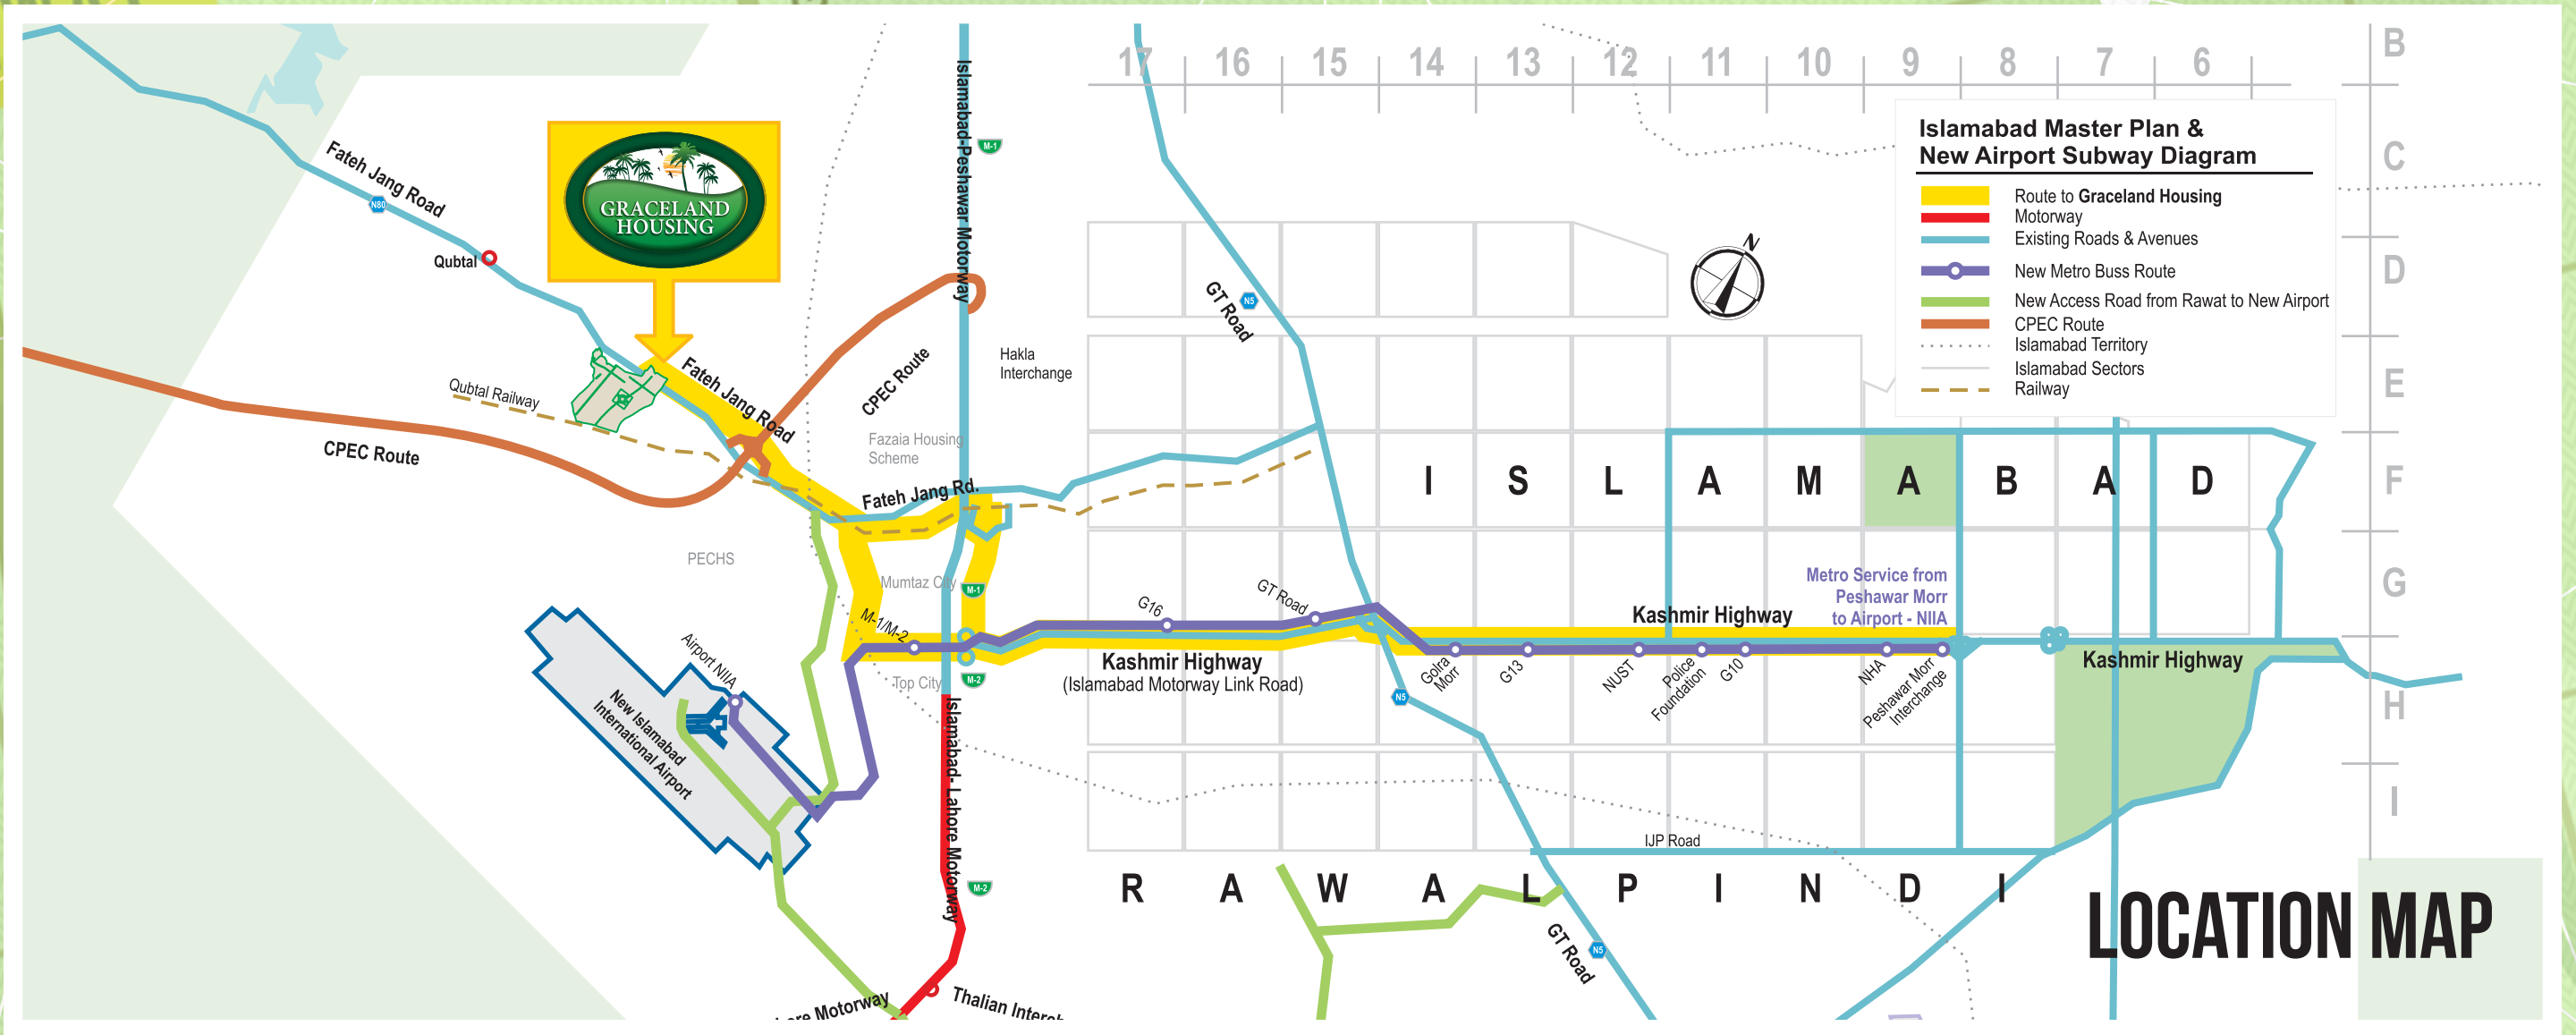 17 16 15 14 13 12 11 10 9 8 7 6
B
C
D
E
F
G
H
I
Islamabad Master Plan &
New Airport Subway Diagram
Route to Graceland Housing
Motorway
Existing Roads & Avenues
New Metro Buss Route
New Access Road from Rawat to New Airport
CPEC Route
Islamabad Territory
Islamabad Sectors
Railway
N
GRACELAND
HOUSING
Fateh Jang Road
N80
Qubtal
Qubtal Railway
CPEC Route
Fateh Jang Road
CPEC Route
Islamabad-Peshawar Motorway
M-1
Hakla
Interchange
Fazaia Housing
Scheme
Fateh Jang Rd.
GT Road
N5
PECHS
Mumtaz City
M-1
M-1/M-2
Top City
M-2
Airport NIIA
New Islamabad
International Airport
Islamabad- Lahore Motorway
M-2
Thalian Interch
ore Motorway
G16
GT Road
Kashmir Highway
(Islamabad Motorway Link Road)
N5
Golra
Morr
G13
NUST
Police
Foundation
G10
NHA
Peshawar Morr
Interchange
Kashmir Highway
Metro Service from
Peshawar Morr
to Airport - NIIA
Kashmir Highway
I S L A M A B A D
IJP Road
R A W A L P I N D I
GT Road
N5
LOCATION MAP